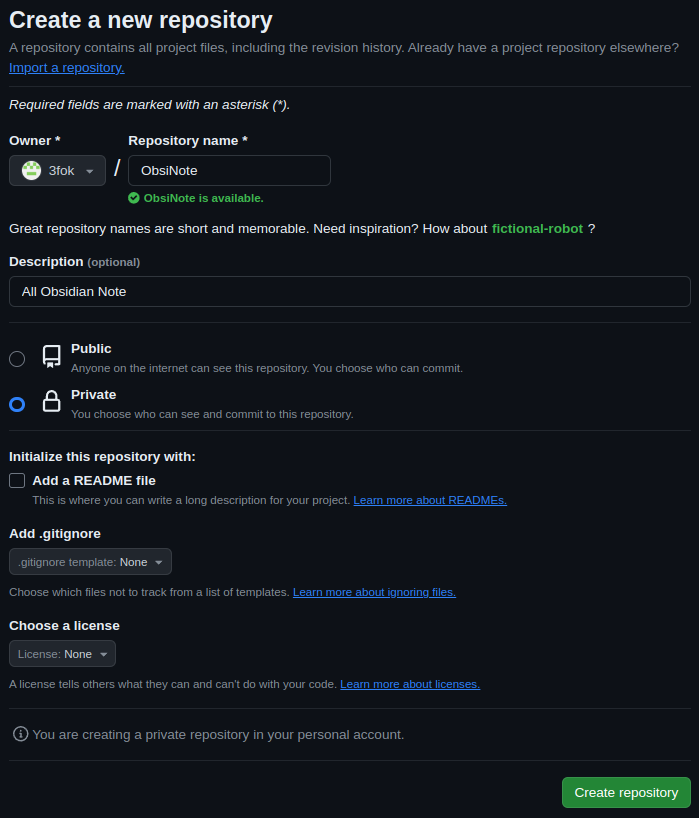 Create a new repository
A repository contains all project files, including the revision history. Already have a project repository elsewhere?
Import a repository.
Required fields are marked with an asterisk (*).
Owner * Repository name *
3fok / ObsiNote
ObsiNote is available.
Great repository names are short and memorable. Need inspiration? How about fictional-robot ?
Description (optional)
All Obsidian Note
Public
Anyone on the internet can see this repository. You choose who can commit.
Private
You choose who can see and commit to this repository.
Initialize this repository with:
Add a README file
This is where you can write a long description for your project. Learn more about READMEs.
Add .gitignore
.gitignore template: None
Choose which files not to track from a list of templates. Learn more about ignoring files.
Choose a license
License: None
A license tells others what they can and can't do with your code. Learn more about licenses.
You are creating a private repository in your personal account.
Create repository